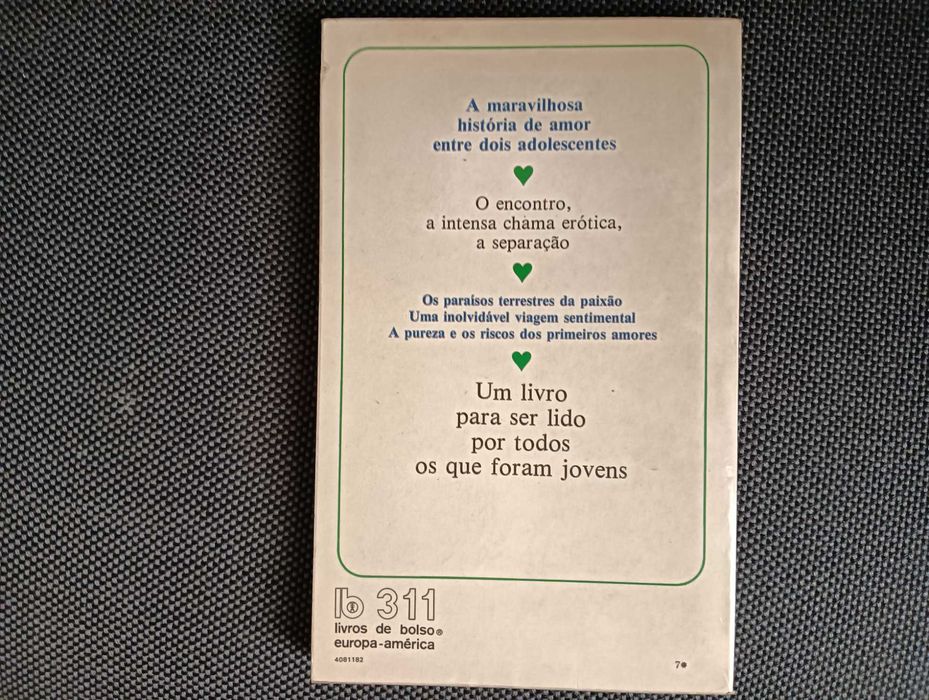 A maravilhosa
história de amor
entre dois adolescentes
O encontro,
a intensa chama erótica,
a separação
Os paraísos terrestres da paixão
Uma inolvidável viagem sentimental
A pureza e os riscos dos primeiros amores
Um livro
para ser lido
por todos
os que foram jovens
lb 311
livros de bolso®
europa-américa
4081182
7